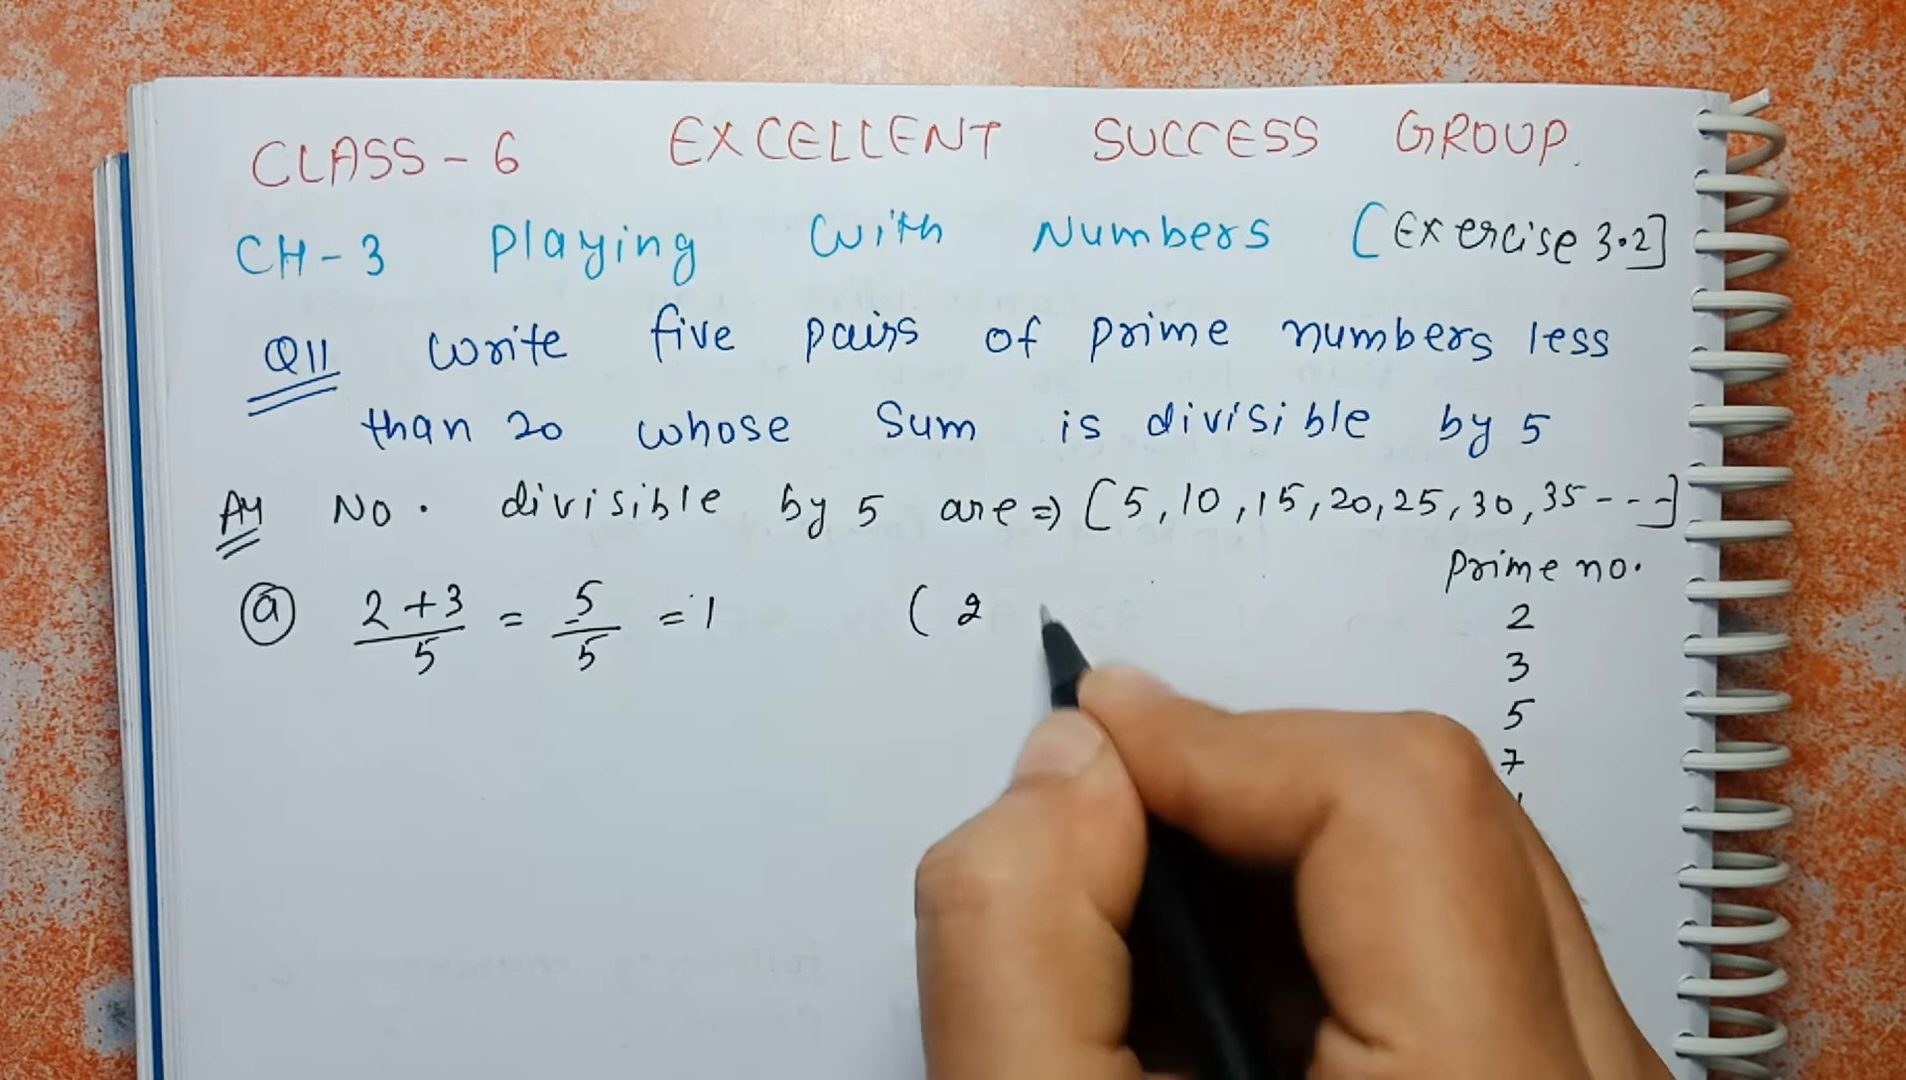 CLASS - 6 EXCELLENT SUCCESS GROUP.
CH-3 Playing With Numbers [Exercise 3.2]
Q11 Write five pairs of prime numbers less
than 20 whose Sum is divisible by 5
No. divisible by 5 are ⇒ [5, 10, 15, 20, 25, 30, 35 - - -]
Prime no.
(a) 2+3/5 = 5/5 = 1 ( 2
2
3
5
7